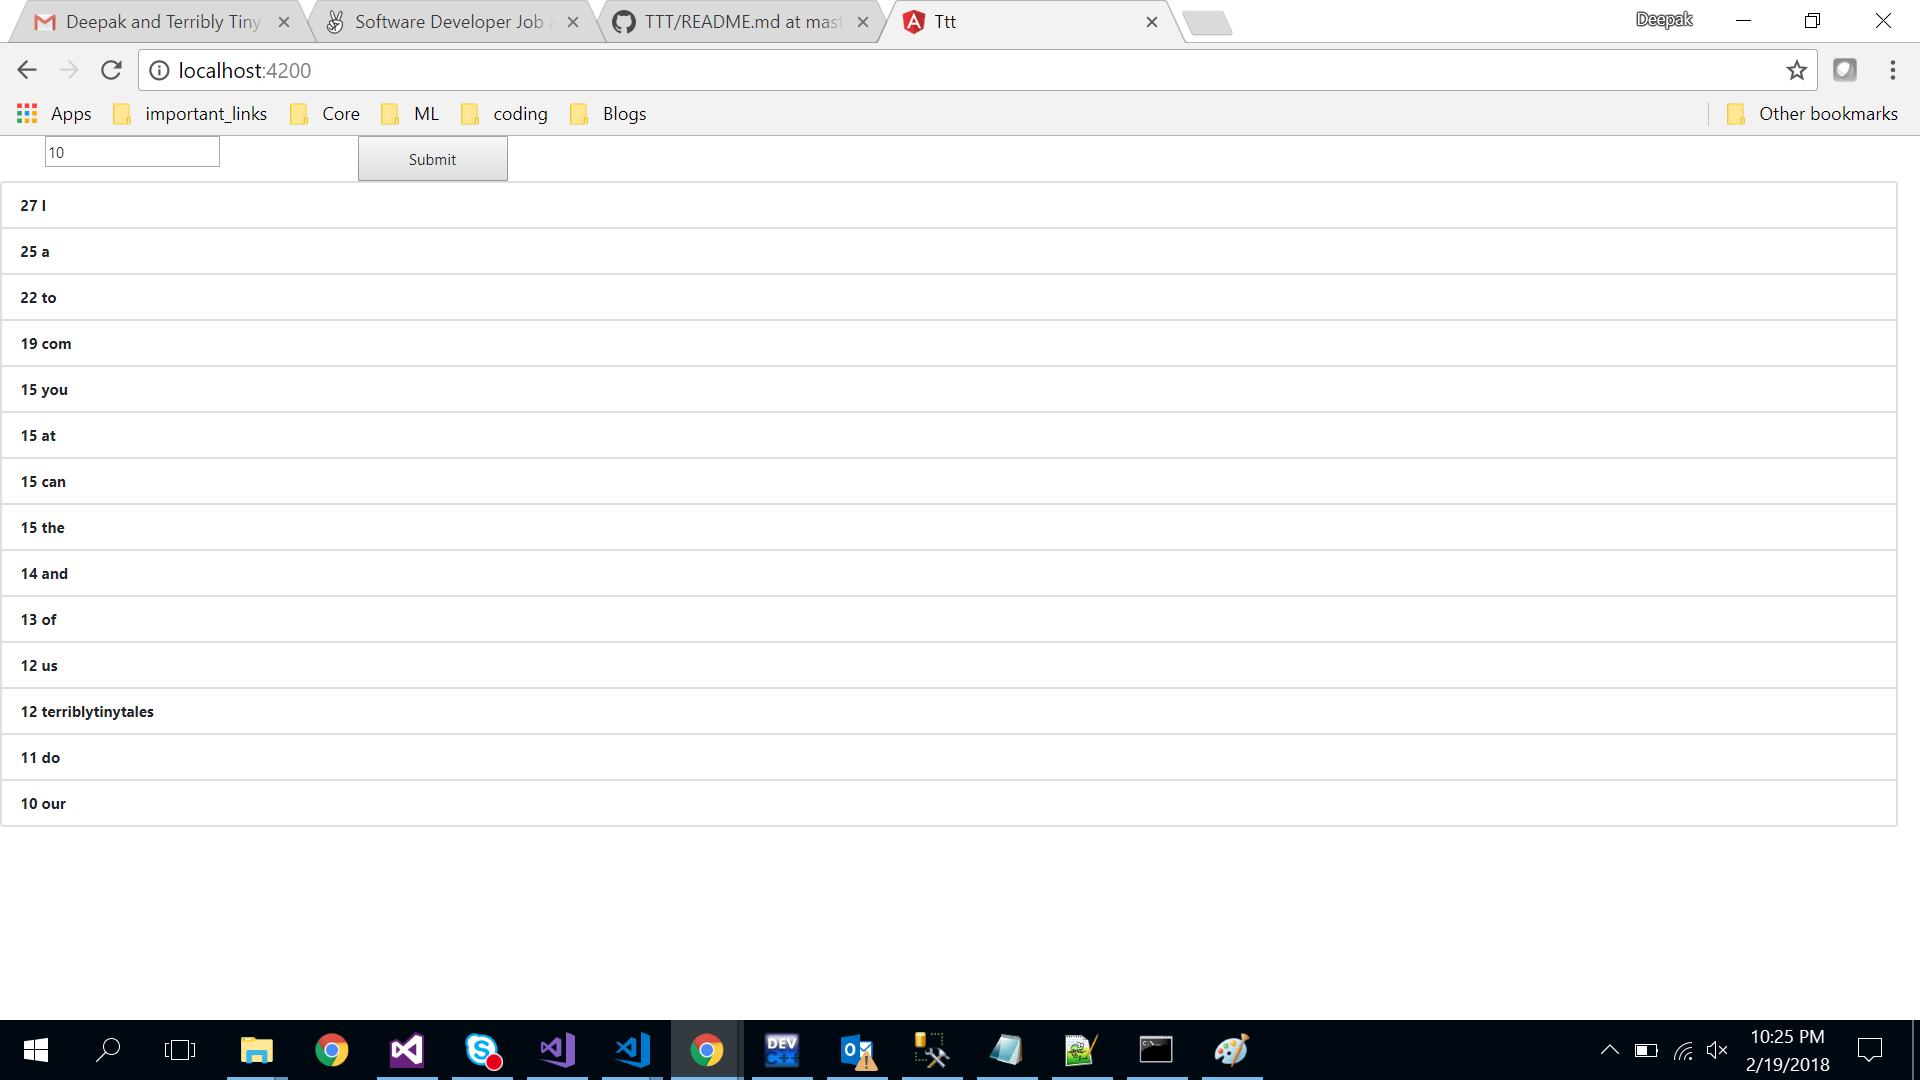 Deepak and Terribly Tiny
Software Developer Job a
TTT/README.md at mast
Ttt
Deepak
localhost:4200
Apps
important_links
Core
ML
coding
Blogs
Other bookmarks
10
Submit
27 I
25 a
22 to
19 com
15 you
15 at
15 can
15 the
14 and
13 of
12 us
12 terriblytinytales
11 do
10 our
DEV
C++
10:25 PM
2/19/2018